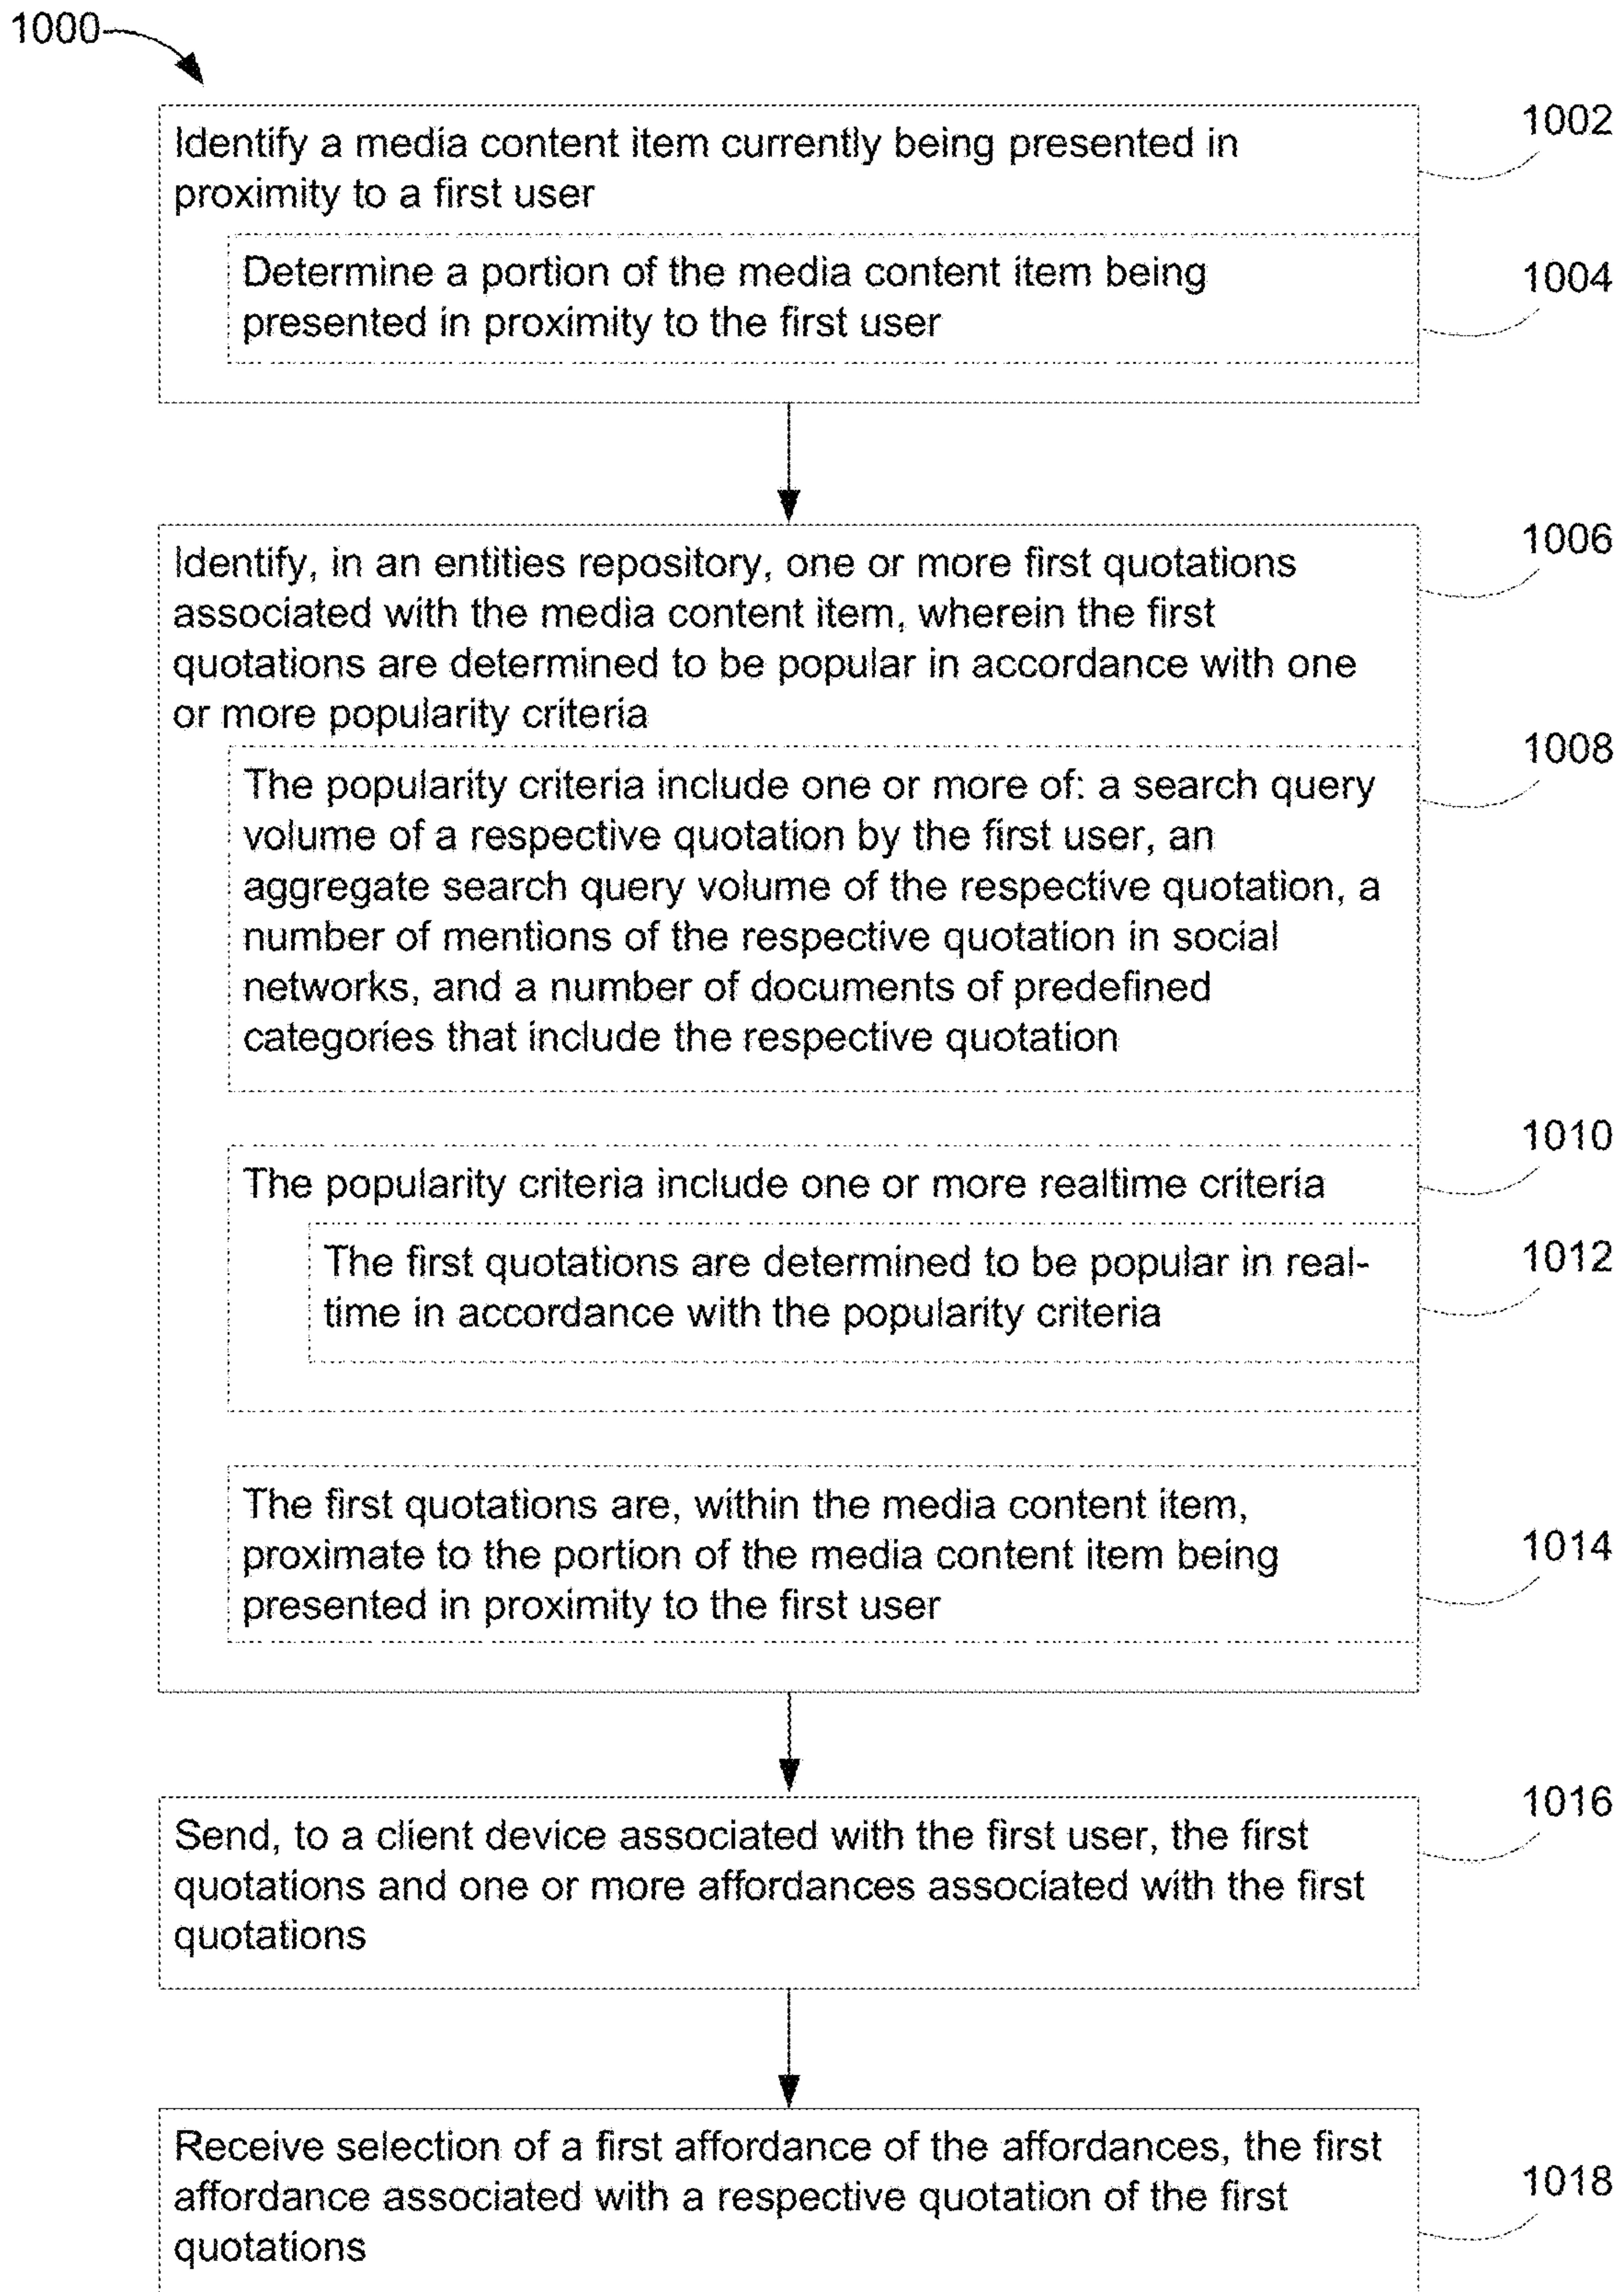 1000
1002
Identify a media content item currently being presented in
proximity to a first user
1004
Determine a portion of the media content item being
presented in proximity to the first user
1006
Identify, in an entities repository, one or more first quotations
associated with the media content item, wherein the first
quotations are determined to be popular in accordance with one
or more popularity criteria
1008
The popularity criteria include one or more of: a search query
volume of a respective quotation by the first user, an
aggregate search query volume of the respective quotation, a
number of mentions of the respective quotation in social
networks, and a number of documents of predefined
categories that include the respective quotation
1010
The popularity criteria include one or more realtime criteria
1012
The first quotations are determined to be popular in real-
time in accordance with the popularity criteria
The first quotations are, within the media content item,
1014
proximate to the portion of the media content item being
presented in proximity to the first user
1016
Send, to a client device associated with the first user, the first
quotations and one or more affordances associated with the first
quotations
Receive selection of a first affordance of the affordances, the first
1018
affordance associated with a respective quotation of the first
quotations